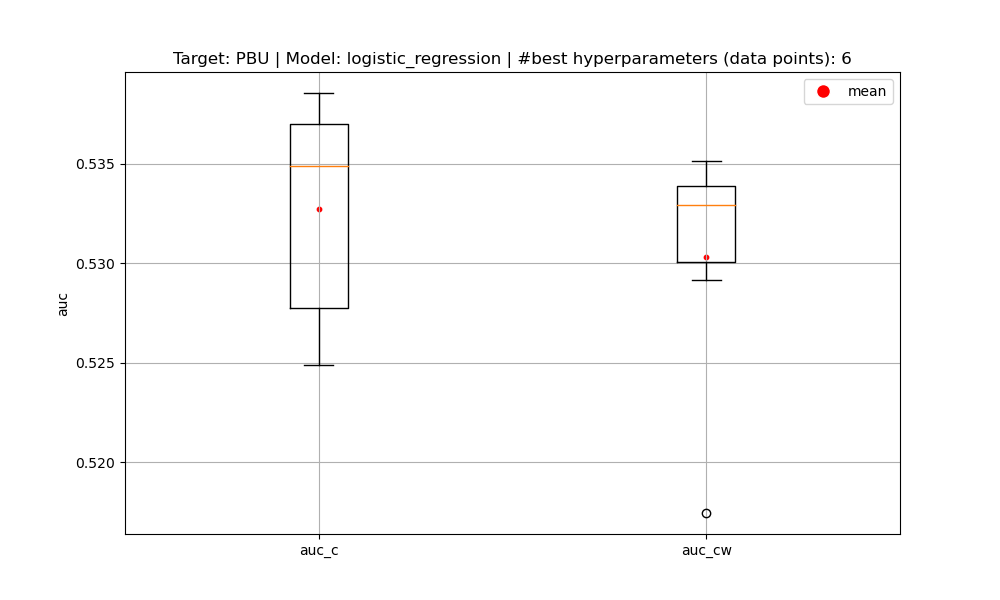 Target: PBU | Model: logistic_regression | #best hyperparameters (data points): 6
mean
0.535
0.530
0.525
0.520
auc
auc_c
auc_cw